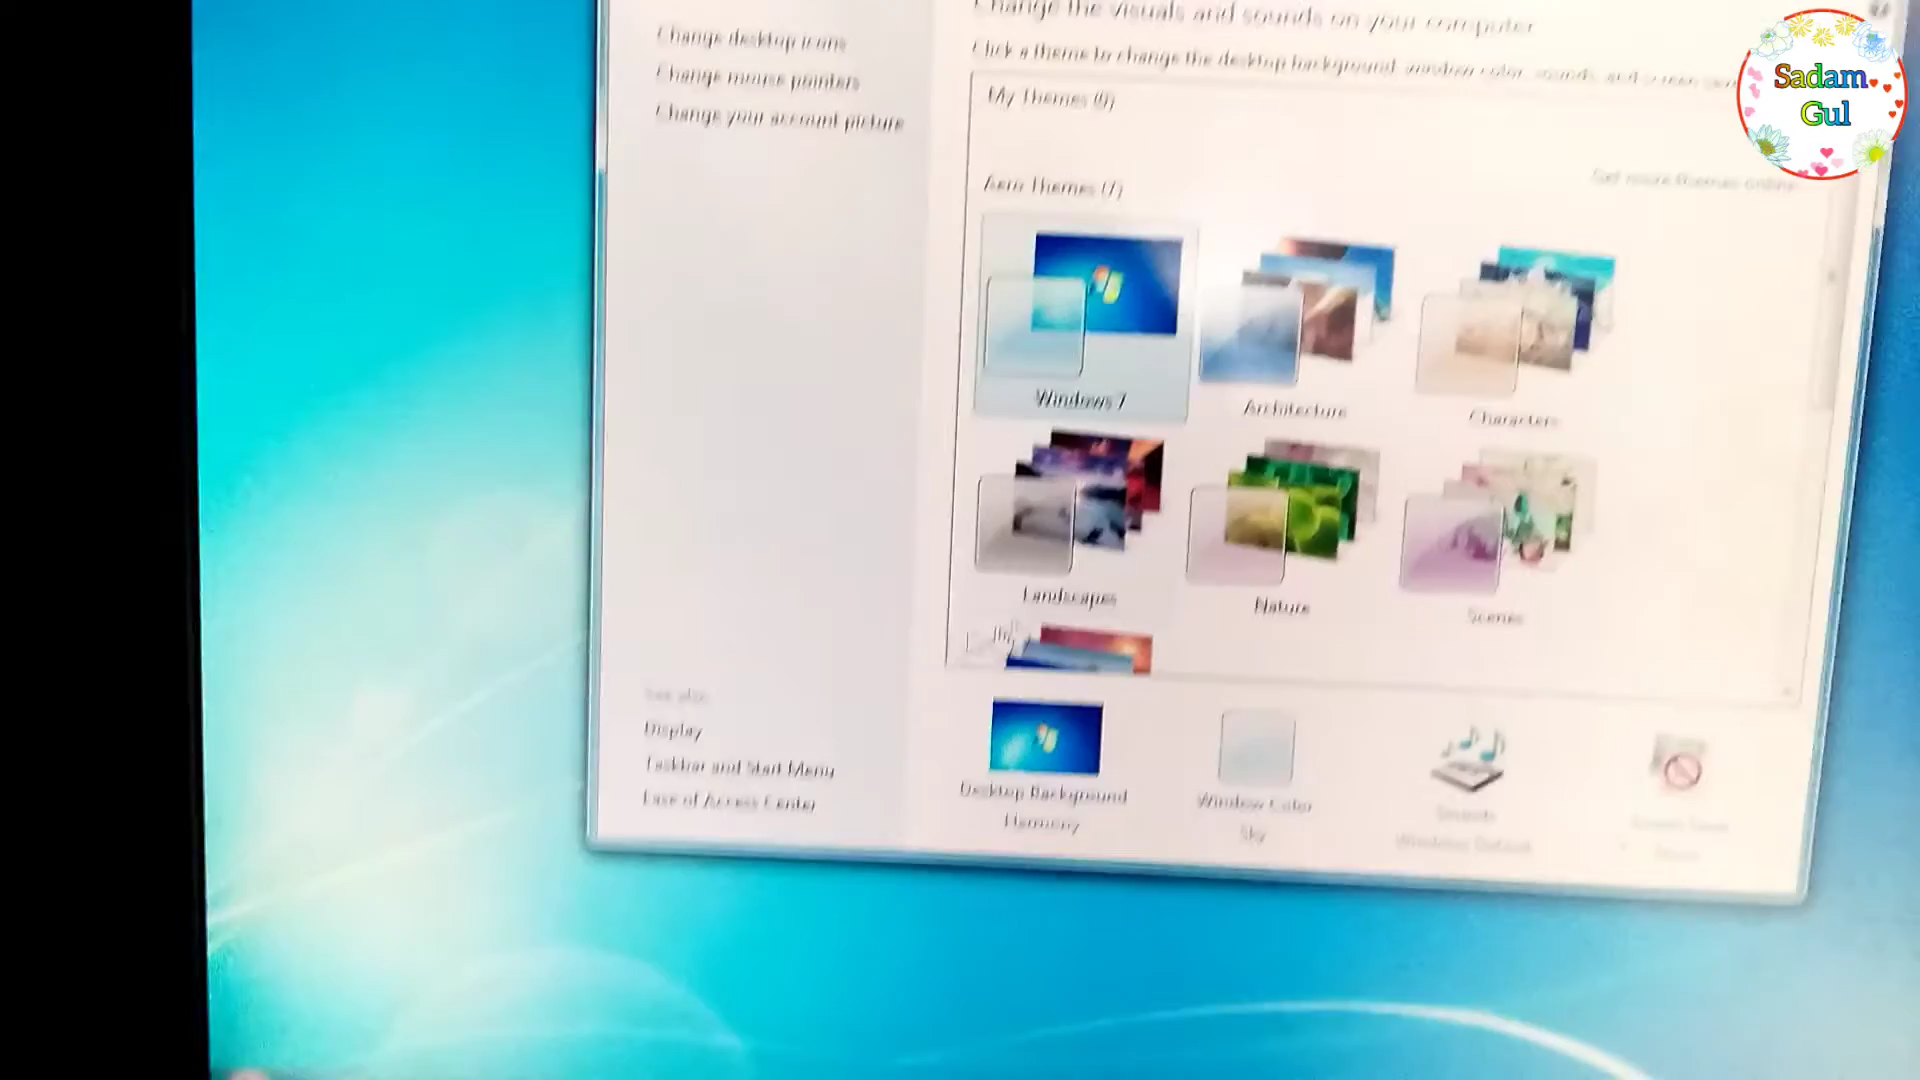 Change the visuals and sounds on your computer
Change desktop icons
Click a theme to change the desktop background, window color, sounds, and screen
Change mouse pointers
My Themes (0)
Change your account picture
Sadam
Gul
Get more themes online
Aero Themes (7)
Windows 7
Architecture
Characters
Landscapes
Nature
Scenes
See also
Display
Taskbar and Start Menu
Ease of Access Center
Desktop Background
Harmony
Window Color
Sky
Sounds
Windows Default
Screen Saver